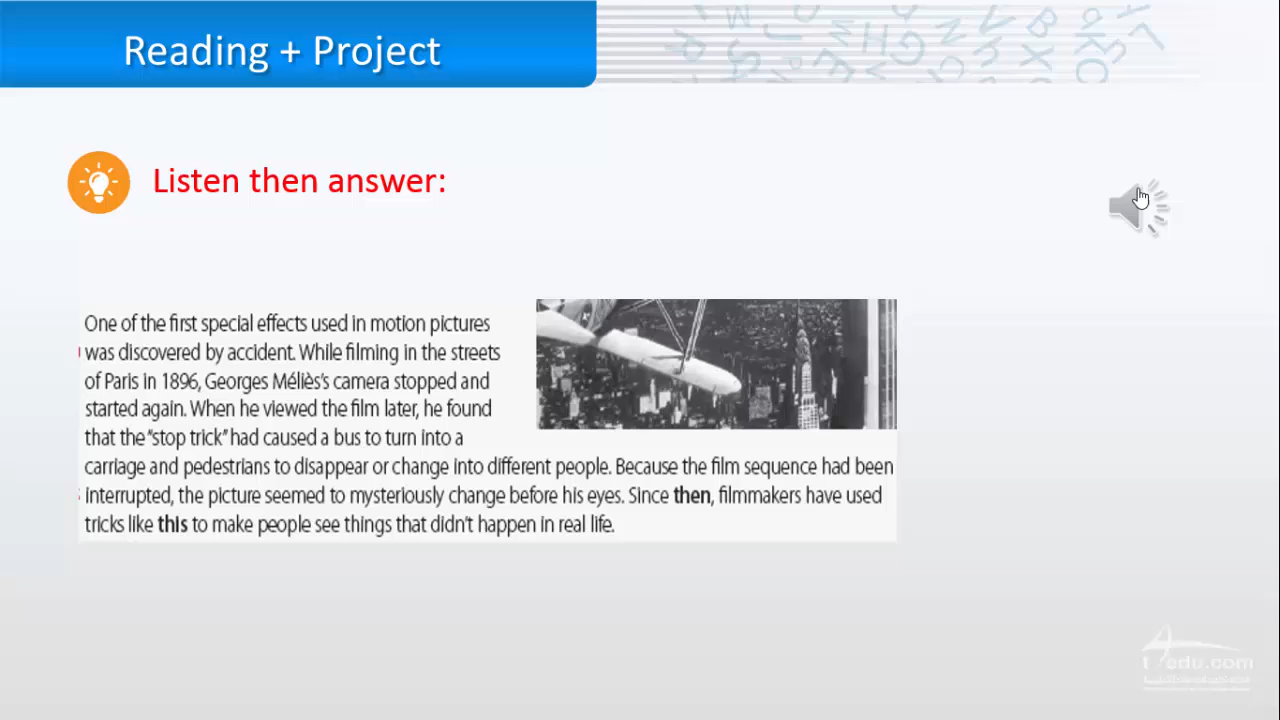 Reading + Project
Listen then answer:
One of the first special effects used in motion pictures
was discovered by accident. While filming in the streets
of Paris in 1896, Georges Méliès's camera stopped and
started again. When he viewed the film later, he found
that the "stop trick" had caused a bus to turn into a
carriage and pedestrians to disappear or change into different people. Because the film sequence had been
interrupted, the picture seemed to mysteriously change before his eyes. Since then, filmmakers have used
tricks like this to make people see things that didn't happen in real life.